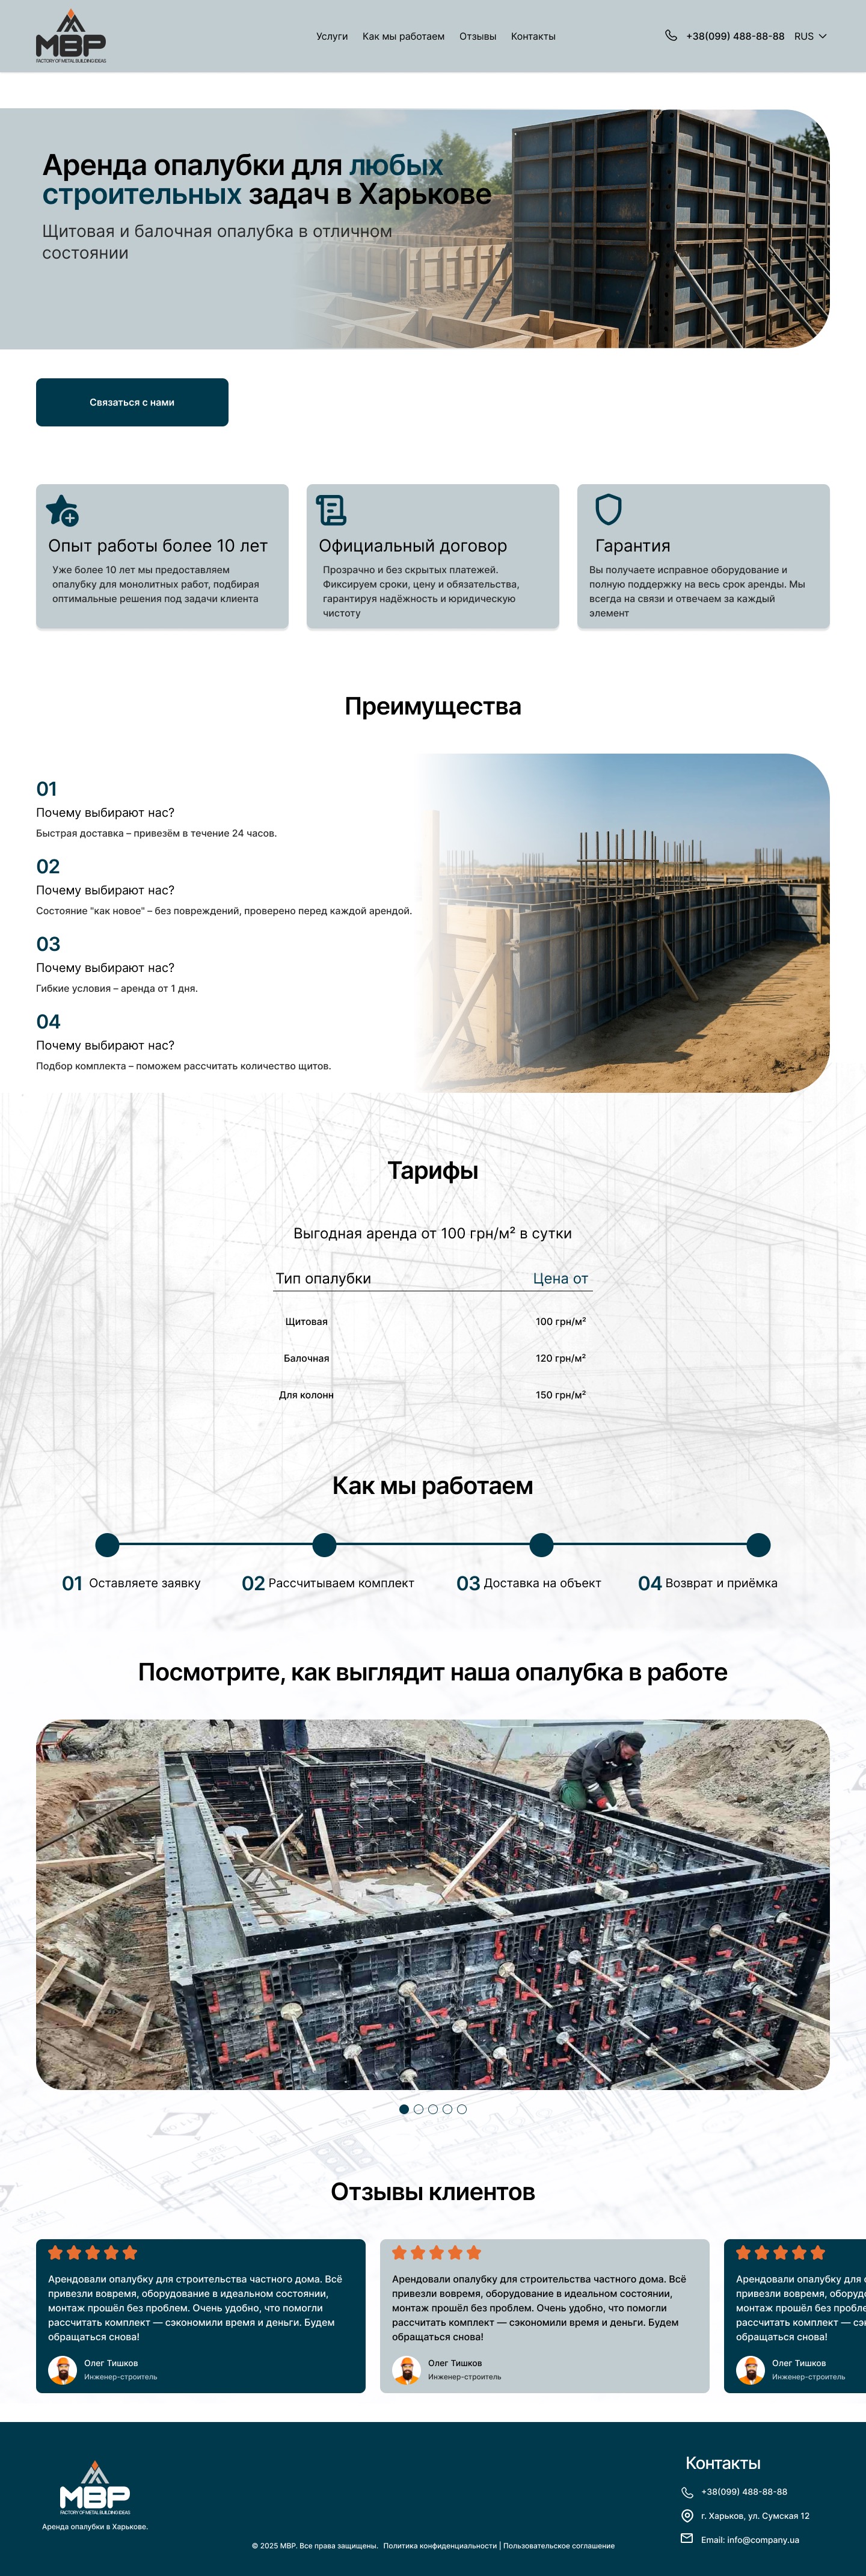 MBP
FACTORY OF METAL BUILDING IDEAS
Услуги Как мы работаем Отзывы Контакты
+38(099) 488-88-88 RUS
Аренда опалубки для любых
строительных задач в Харькове
Щитовая и балочная опалубка в отличном
состоянии
Связаться с нами
Опыт работы более 10 лет
Уже более 10 лет мы предоставляем
опалубку для монолитных работ, подбирая
оптимальные решения под задачи клиента
Официальный договор
Прозрачно и без скрытых платежей.
Фиксируем сроки, цену и обязательства,
гарантируя надёжность и юридическую
чистоту
Гарантия
Вы получаете исправное оборудование и
полную поддержку на весь срок аренды. Мы
всегда на связи и отвечаем за каждый
элемент
Преимущества
01
Почему выбирают нас?
Быстрая доставка – привезём в течение 24 часов.
02
Почему выбирают нас?
Состояние "как новое" – без повреждений, проверено перед каждой арендой.
03
Почему выбирают нас?
Гибкие условия – аренда от 1 дня.
04
Почему выбирают нас?
Подбор комплекта – поможем рассчитать количество щитов.
Тарифы
Выгодная аренда от 100 грн/м² в сутки
Тип опалубки Цена от
Щитовая 100 грн/м²
Балочная 120 грн/м²
Для колонн 150 грн/м²
Как мы работаем
01 Оставляете заявку
02 Рассчитываем комплект
03 Доставка на объект
04 Возврат и приёмка
Посмотрите, как выглядит наша опалубка в работе
Отзывы клиентов
Арендовали опалубку для строительства частного дома. Всё
привезли вовремя, оборудование в идеальном состоянии,
монтаж прошёл без проблем. Очень удобно, что помогли
рассчитать комплект — сэкономили время и деньги. Будем
обращаться снова!
Олег Тишков
Инженер-строитель
Арендовали опалубку для строительства частного дома. Всё
привезли вовремя, оборудование в идеальном состоянии,
монтаж прошёл без проблем. Очень удобно, что помогли
рассчитать комплект — сэкономили время и деньги. Будем
обращаться снова!
Олег Тишков
Инженер-строитель
Арендовали опалубку для
привезли вовремя,
монтаж прошёл без
рассчитать комплект —
обращаться снова!
Олег Тишков
Инженер-строитель
MBP
FACTORY OF METAL BUILDING IDEAS
Аренда опалубки в Харькове.
Контакты
+38(099) 488-88-88
г. Харьков, ул. Сумская 12
Email: info@company.ua
© 2025 MBP. Все права защищены. Политика конфиденциальности | Пользовательское соглашение